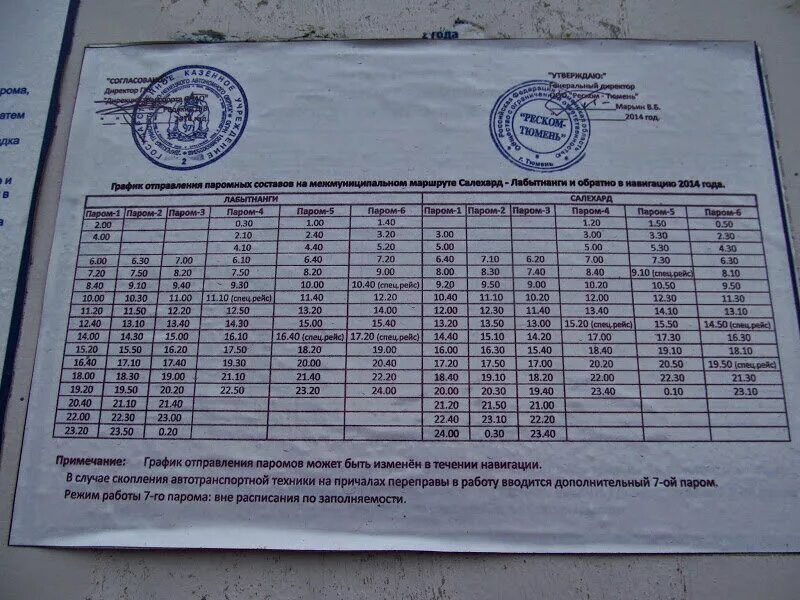 рома,
атем
дка
е и
в
года
"СОГЛАСОВАНО"
Директор
"УТВЕРЖДАЮ:"
Генеральный директор
ООО "Реском - Тюмень"
Марьин В.Б.
2014 год.
ГОСУДАРСТВЕННОЕ КАЗЁННОЕ УЧРЕЖДЕНИЕ
2
Российская Федерация
"РЕСКОМ-
ТЮМЕНЬ"
г. Тюмень
График отправления паромных составов на межмуниципальном маршруте Салехард - Лабытнанги и обратно в навигацию 2014 года.
ЛАБЫТНАНГИ САЛЕХАРД
Паром-1 Паром-2 Паром-3 Паром-4 Паром-5 Паром-6 Паром-1 Паром-2 Паром-3 Паром-4 Паром-5 Паром-6
2.00 0.30 1.00 1.40 1.20 1.50 0.50
4.00 2.10 2.40 3.20 3.00 3.00 3.30 2.30
4.10 4.40 5.20 5.00 5.00 5.30 4.30
6.00 6.30 7.00 6.10 6.40 7.20 6.40 7.10 6.20 7.00 7.30 6.30
7.20 7.50 8.20 7.50 8.20 9.00 8.00 8.30 7.40 8.40 9.10 (спец.рейс) 8.10
8.40 9.10 9.40 9.30 10.00 10.40 (спец.рейс) 9.20 9.50 9.00 10.20 10.50 9.50
10.00 10.30 11.00 11.10 (спец.рейс) 11.40 12.20 10.40 11.10 10.20 12.00 12.30 11.30
11.20 11.50 12.20 12.50 13.20 14.00 12.00 12.30 11.40 13.40 14.10 13.10
12.40 13.10 13.40 14.30 15.00 15.40 13.20 13.50 13.00 15.20 (спец.рейс) 15.50 14.50 (спец.рейс)
14.00 14.30 15.00 16.10 16.40 (спец.рейс) 17.20 (спец.рейс) 14.40 15.10 14.20 17.00 17.30 16.30
15.20 15.50 16.20 17.50 18.20 19.00 16.00 16.30 15.40 18.40 19.10 18.10
16.40 17.10 17.40 19.30 20.00 20.40 17.20 17.50 17.00 20.20 20.50 19.50 (спец.рейс)
18.00 18.30 19.00 21.10 21.40 22.20 18.40 19.10 18.20 22.00 22.30 21.30
19.20 19.50 20.20 22.50 23.20 24.00 20.00 20.30 19.40 23.40 0.10 23.10
20.40 21.10 21.40 21.20 21.50 21.00
22.00 22.30 23.00 22.40 23.10 22.20
23.20 23.50 0.20 24.00 0.30 23.40
Примечание: График отправления паромов может быть изменён в течении навигации.
В случае скопления автотранспортной техники на причалах переправы в работу вводится дополнительный 7-ой паром.
Режим работы 7-го парома: вне расписания по заполняемости.